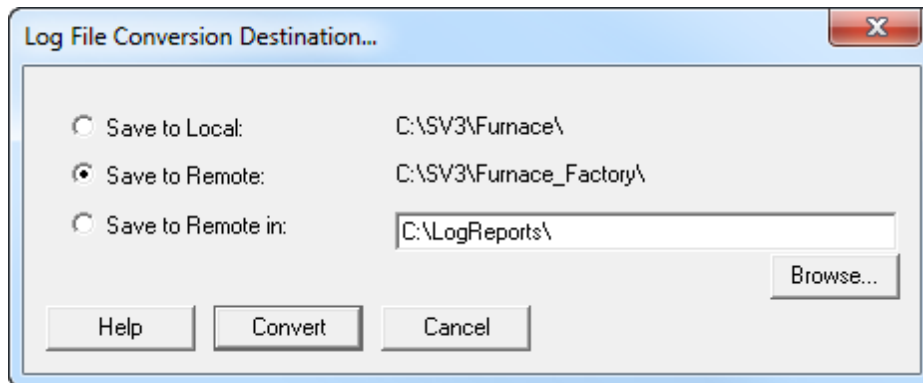 Log File Conversion Destination...
Save to Local: C:\SV3\Furnace\
Save to Remote: C:\SV3\Furnace_Factory\
Save to Remote in: C:\LogReports\
Browse...
Help Convert Cancel